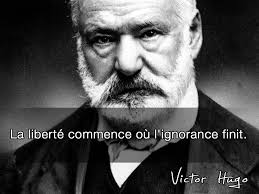 La liberté commence où l'ignorance finit.
Victor Hugo